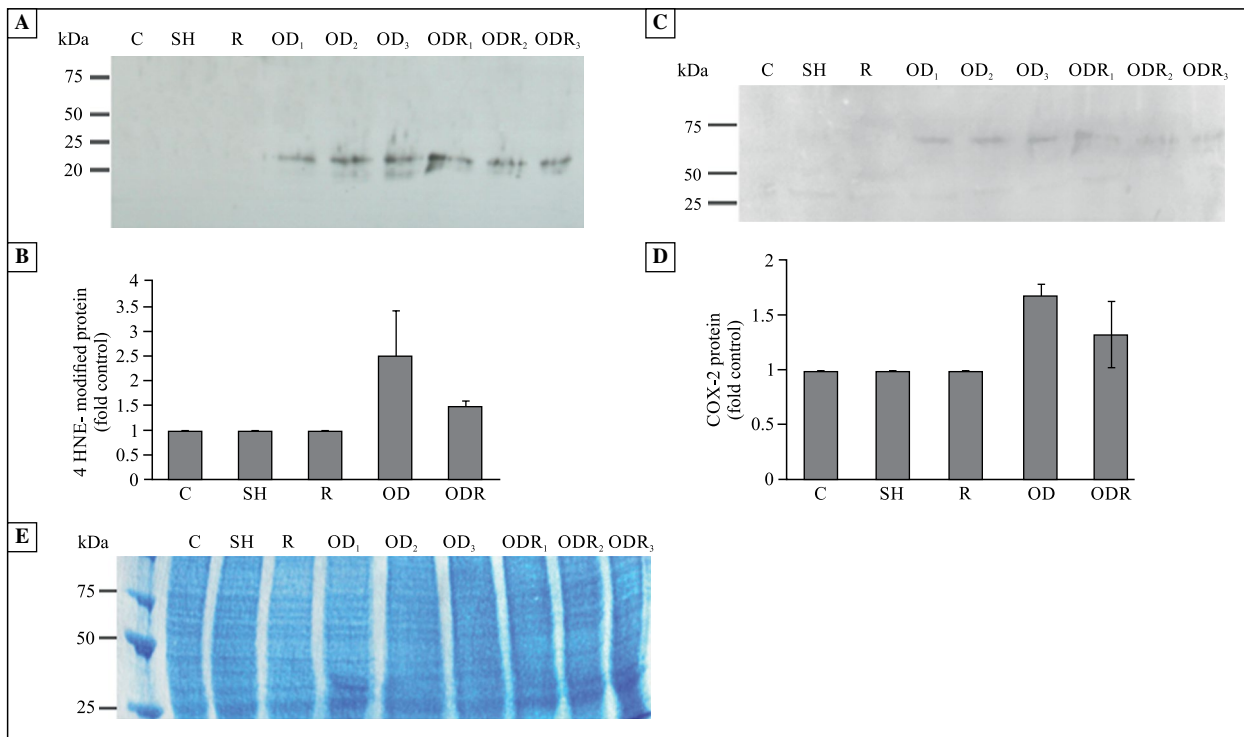 A
kDa C SH R OD₁ OD₂ OD₃ ODR₁ ODR₂ ODR₃
75
50
25
20
C
kDa C SH R OD₁ OD₂ OD₃ ODR₁ ODR₂ ODR₃
75
50
25
B
4 HNE- modified protein
(fold control)
4
3.5
3
2.5
2
1.5
1
0.5
0
C SH R OD ODR
D
COX-2 protein
(fold control)
2
1.5
1
0.5
0
C SH R OD ODR
E
kDa C SH R OD₁ OD₂ OD₃ ODR₁ ODR₂ ODR₃
75
50
25